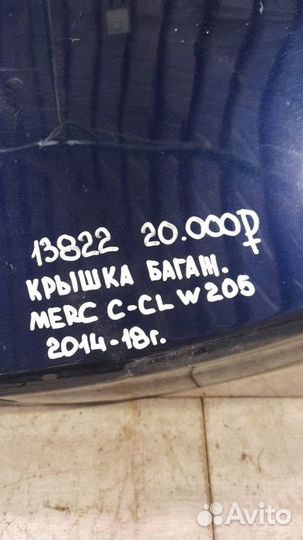 13822 20.000₽
КРЫШКА БАГАЖ.
MERC C-CL W205
2014-18г.
Avito